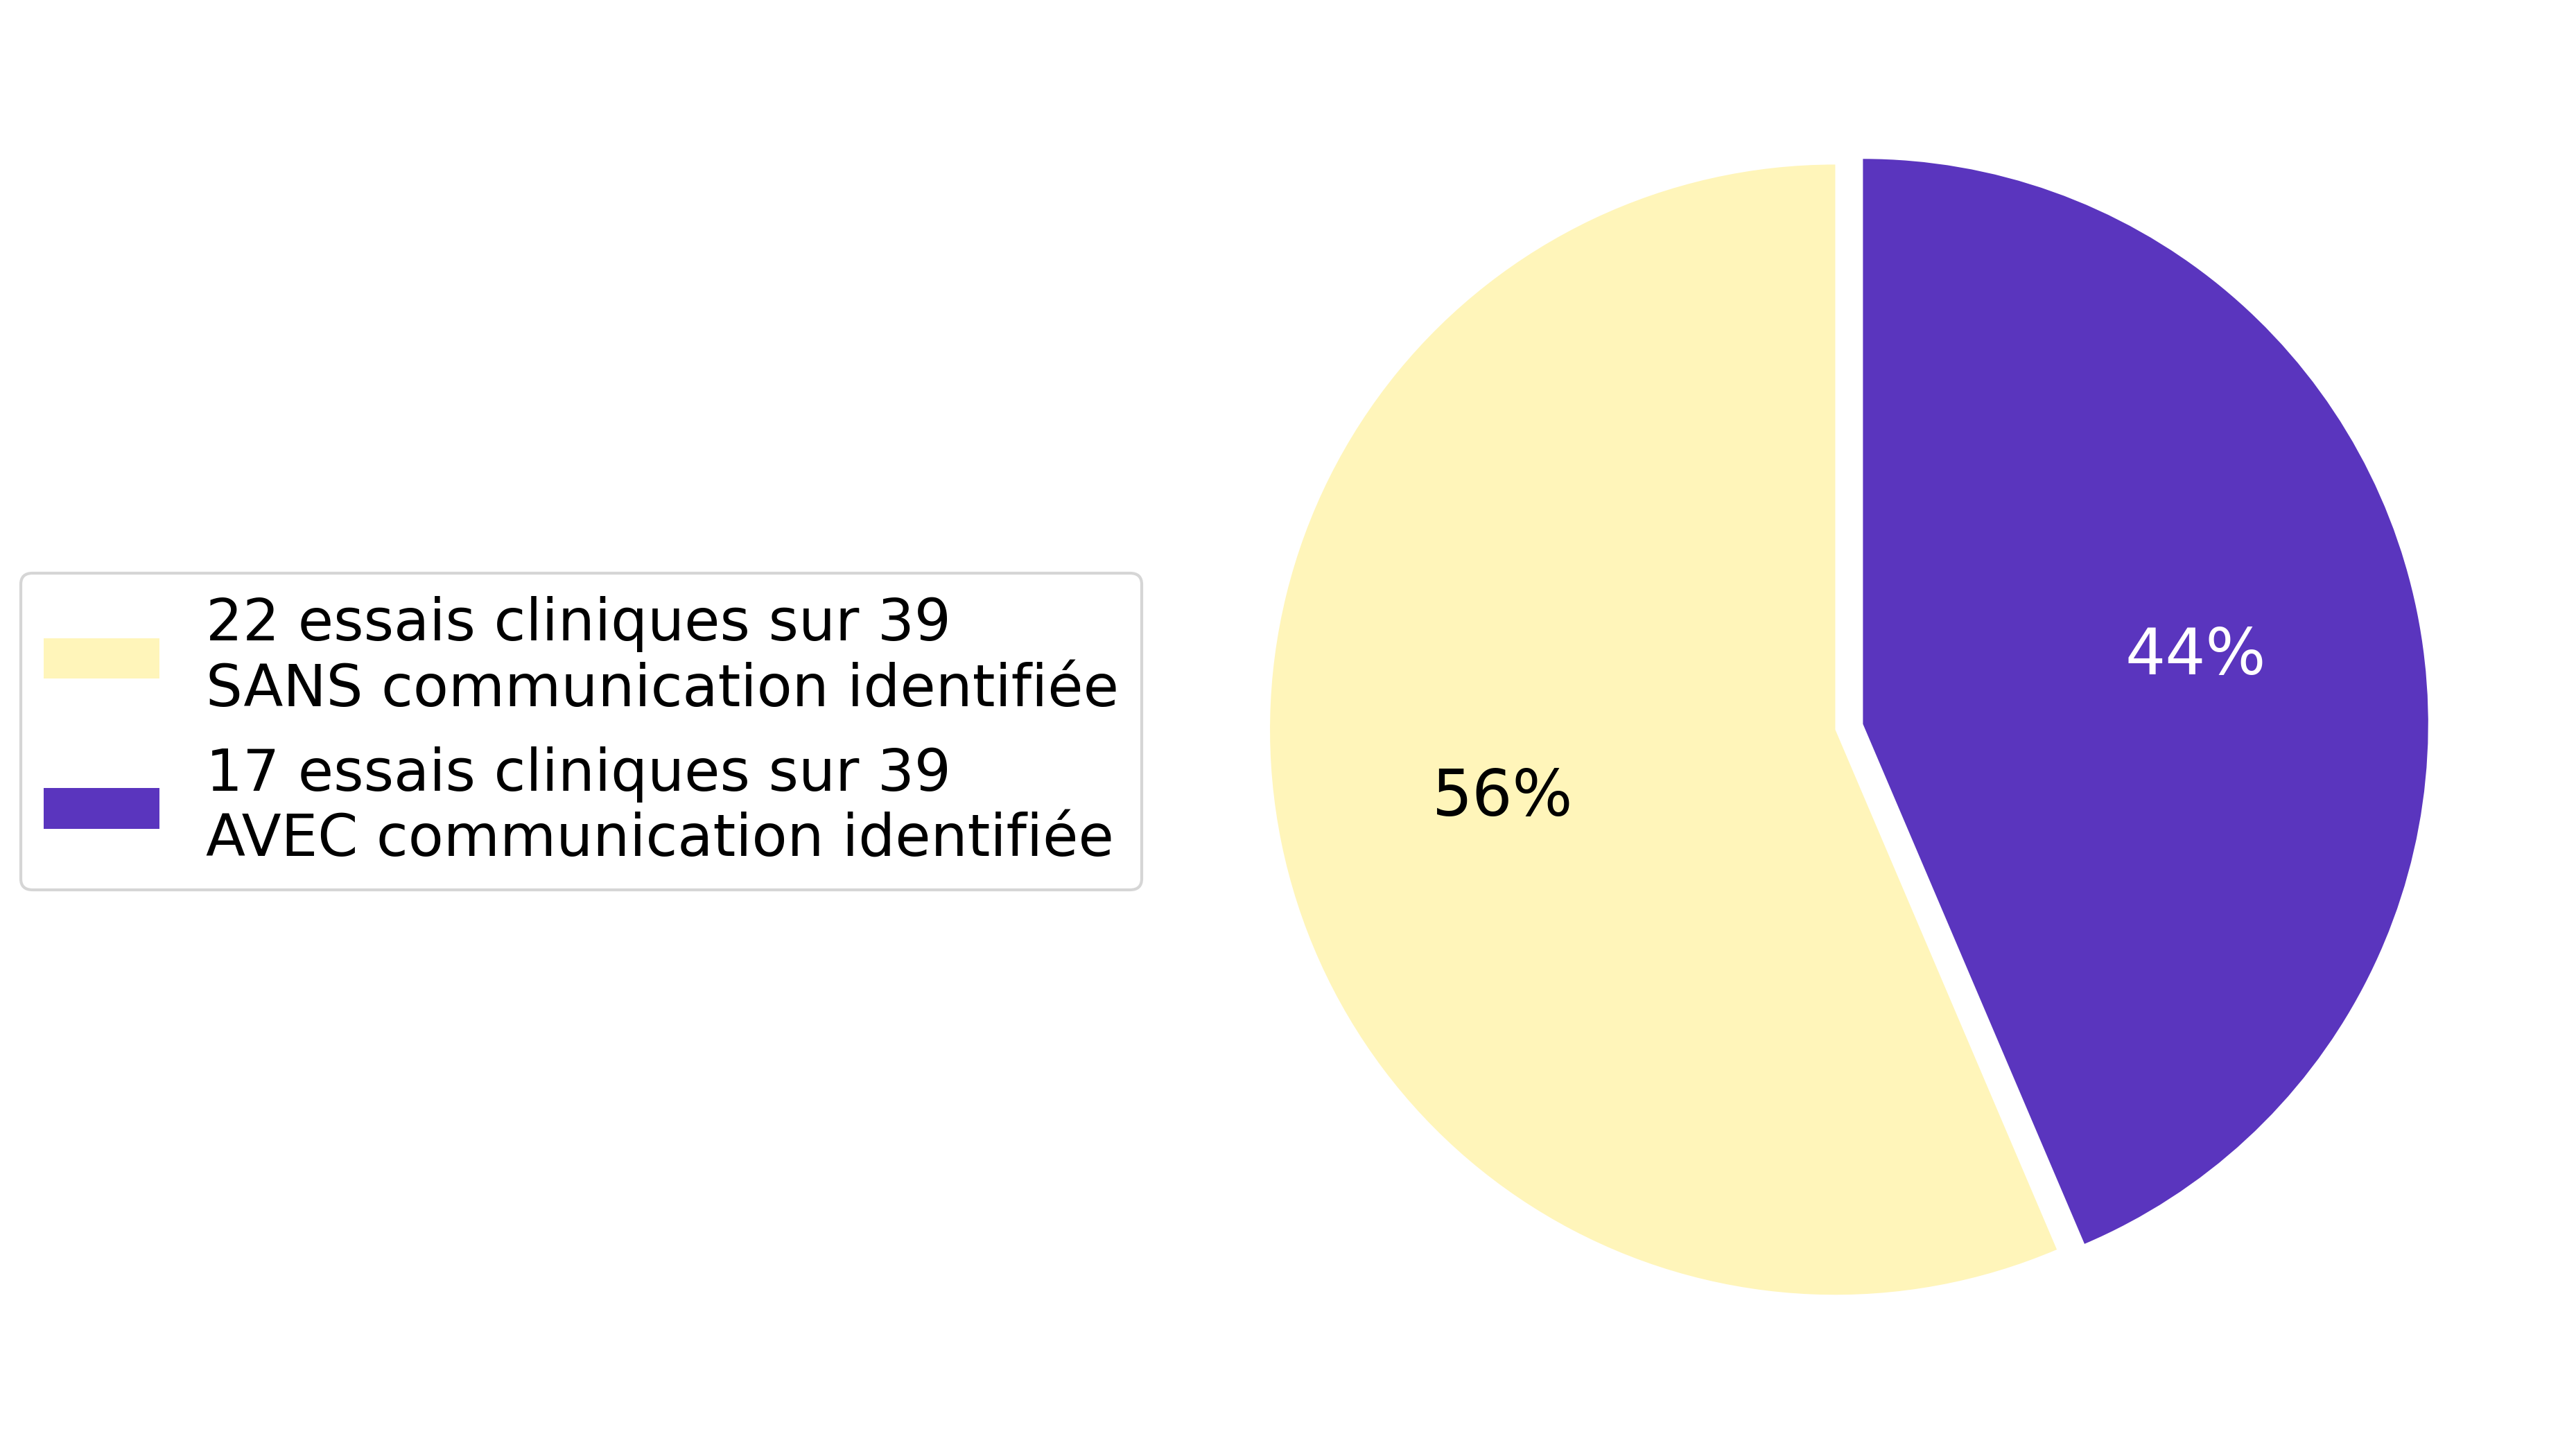 22 essais cliniques sur 39
SANS communication identifiée
17 essais cliniques sur 39
AVEC communication identifiée
44%
56%